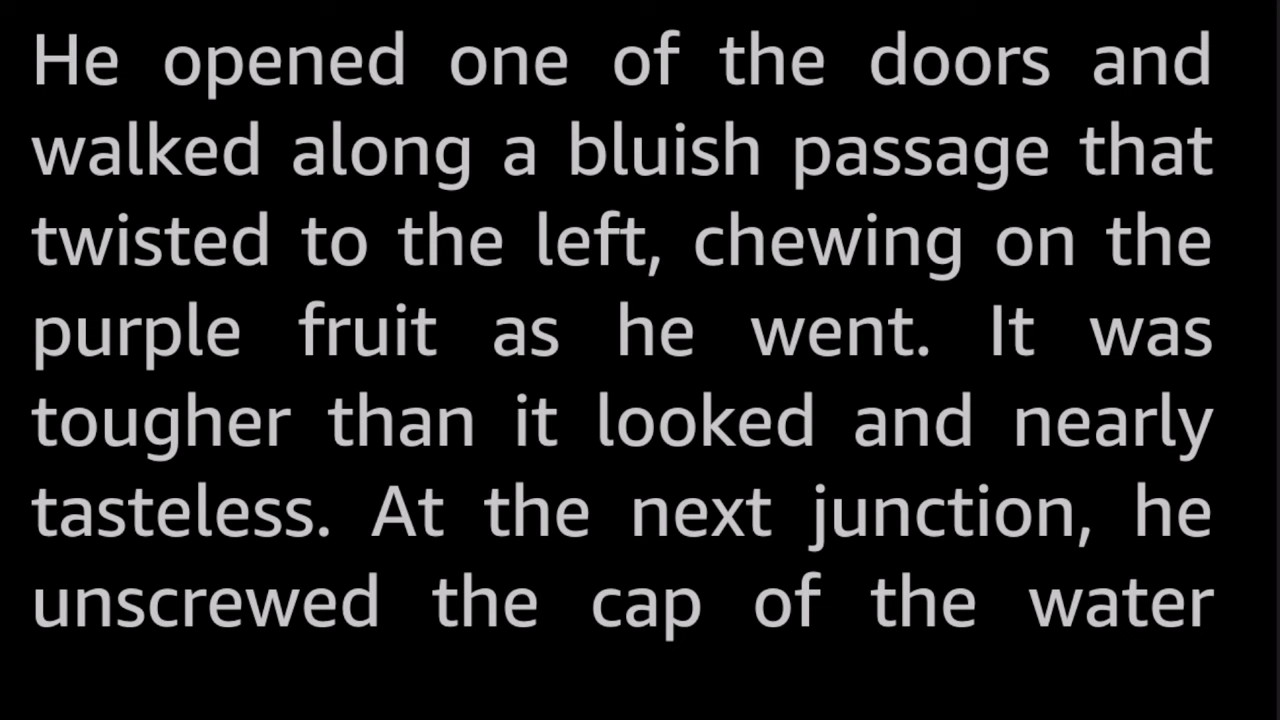 He opened one of the doors and
walked along a bluish passage that
twisted to the left, chewing on the
purple fruit as he went. It was
tougher than it looked and nearly
tasteless. At the next junction, he
unscrewed the cap of the water